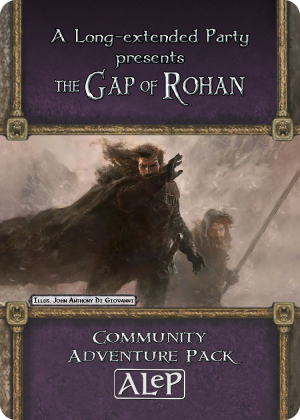 A Long-extended Party
presents
the Gap of Rohan
Illus. John Anthony Di Giovanni
Community
Adventure Pack
ALeP